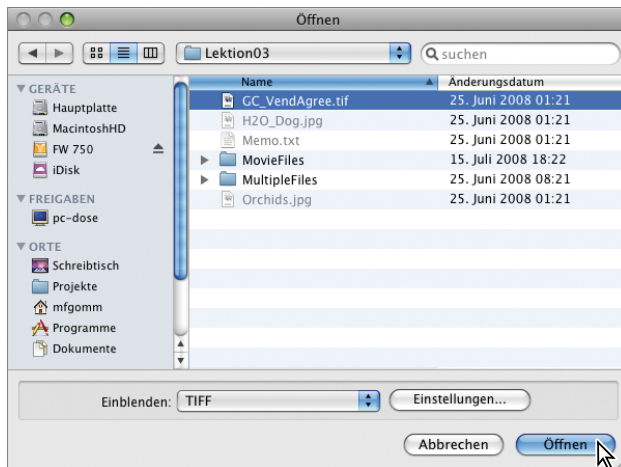 Öffnen
Lektion03
suchen
GERÄTE
Hauptplatte
MacintoshHD
FW 750
iDisk
FREIGABEN
pc-dose
ORTE
Schreibtisch
Projekte
mfgomm
Programme
Dokumente
Name Änderungsdatum
GC_VendAgree.tif 25. Juni 2008 01:21
H2O_Dog.jpg 25. Juni 2008 01:21
Memo.txt 25. Juni 2008 01:21
MovieFiles 15. Juli 2008 18:22
MultipleFiles 25. Juni 2008 08:21
Orchids.jpg 25. Juni 2008 01:21
Einblenden: TIFF Einstellungen...
Abbrechen Öffnen